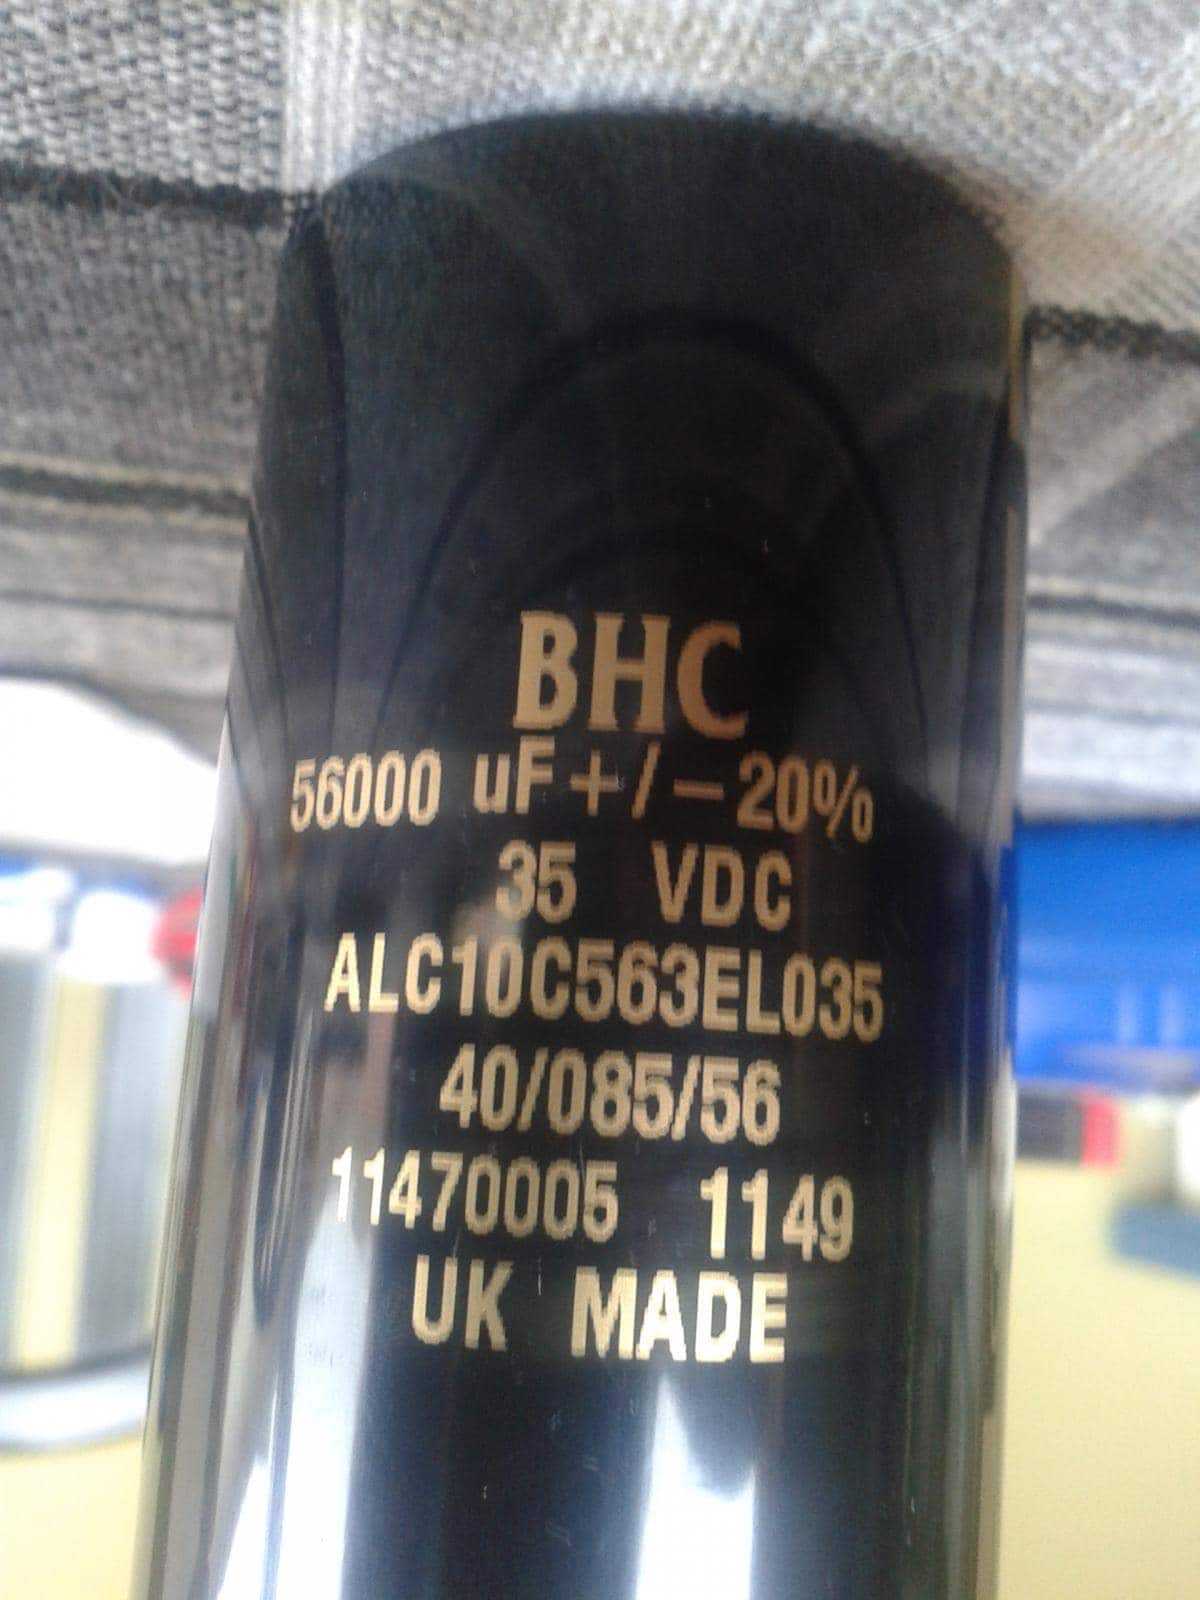 BHC
56000 uF +/- 20%
35 VDC
ALC10C563EL035
40/085/56
11470005 1149
UK MADE